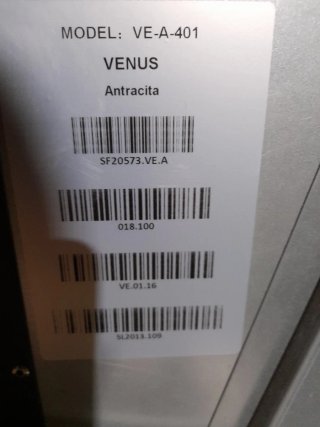 MODEL: VE-A-401
VENUS
Antracita
SF20573.VE.A
018.100
VE.01.16
SL2013.109